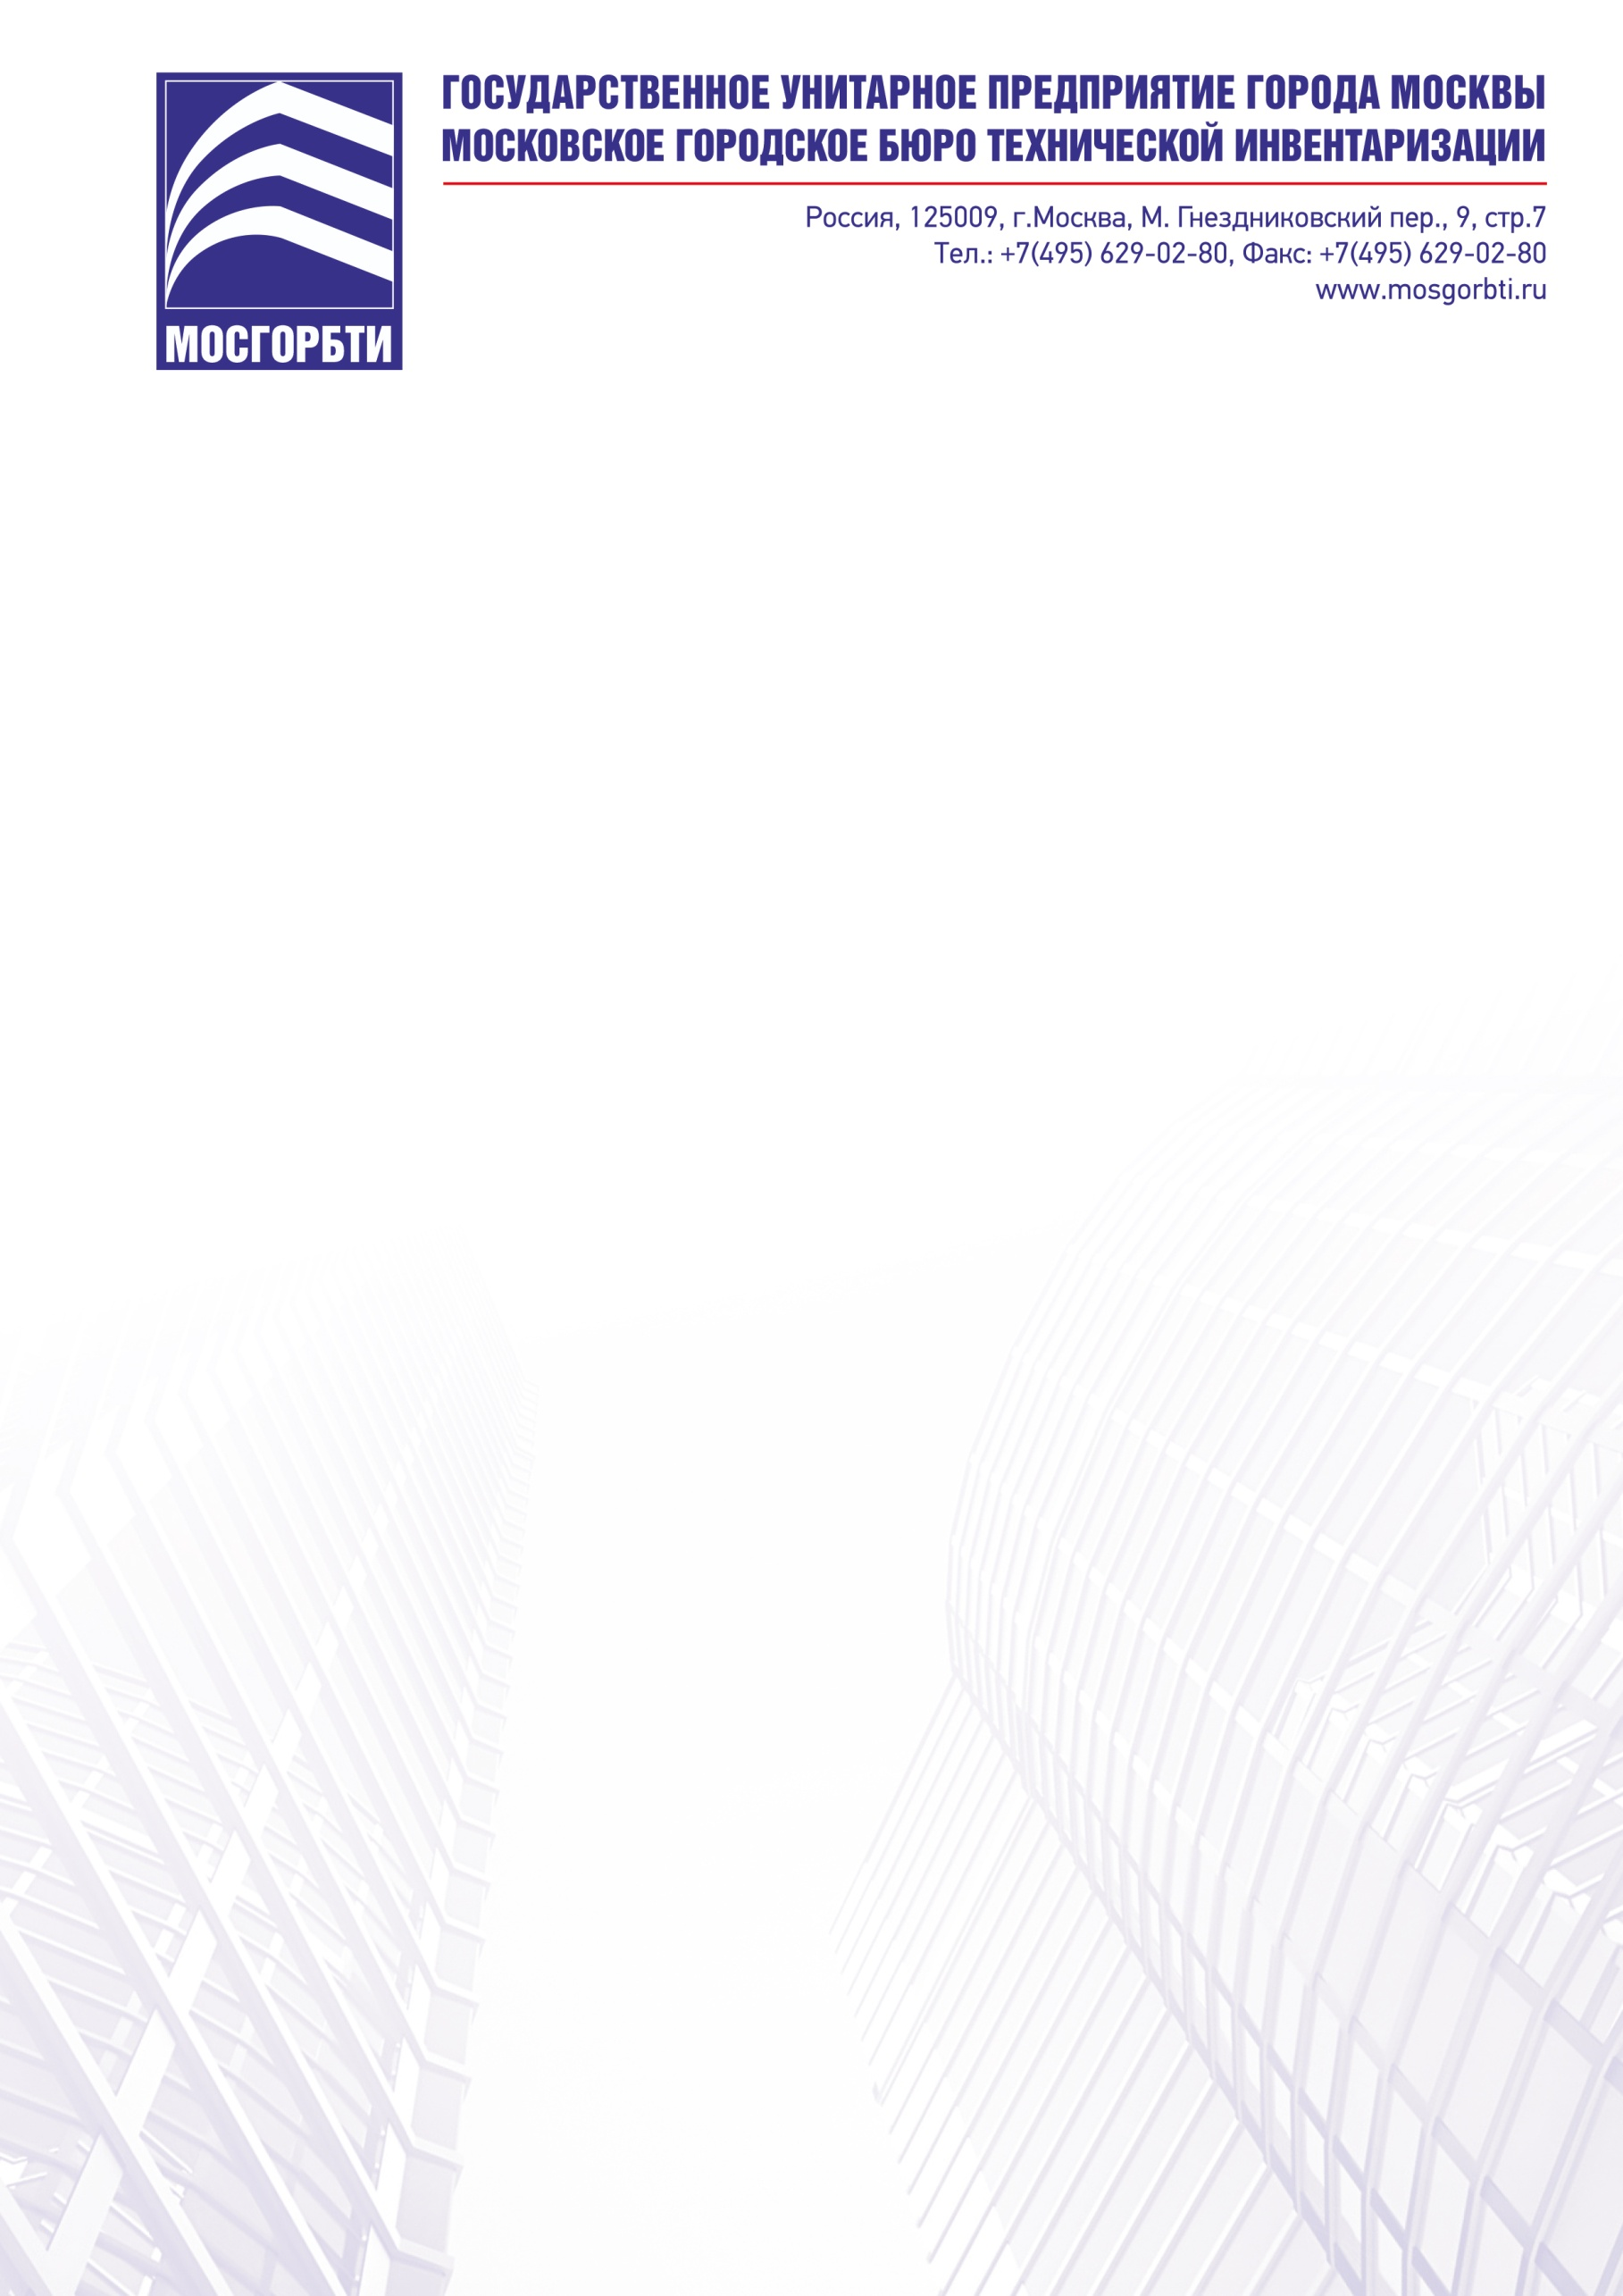 ГОСУДАРСТВЕННОЕ УНИТАРНОЕ ПРЕДПРИЯТИЕ ГОРОДА МОСКВЫ
МОСКОВСКОЕ ГОРОДСКОЕ БЮРО ТЕХНИЧЕСКОЙ ИНВЕНТАРИЗАЦИИ
Россия, 125009, г.Москва, М. Гнездниковский пер., 9, стр.7
Тел.: +7(495) 629-02-80, Факс: +7(495) 629-02-80
www.mosgorbti.ru
МОСГОРБТИ